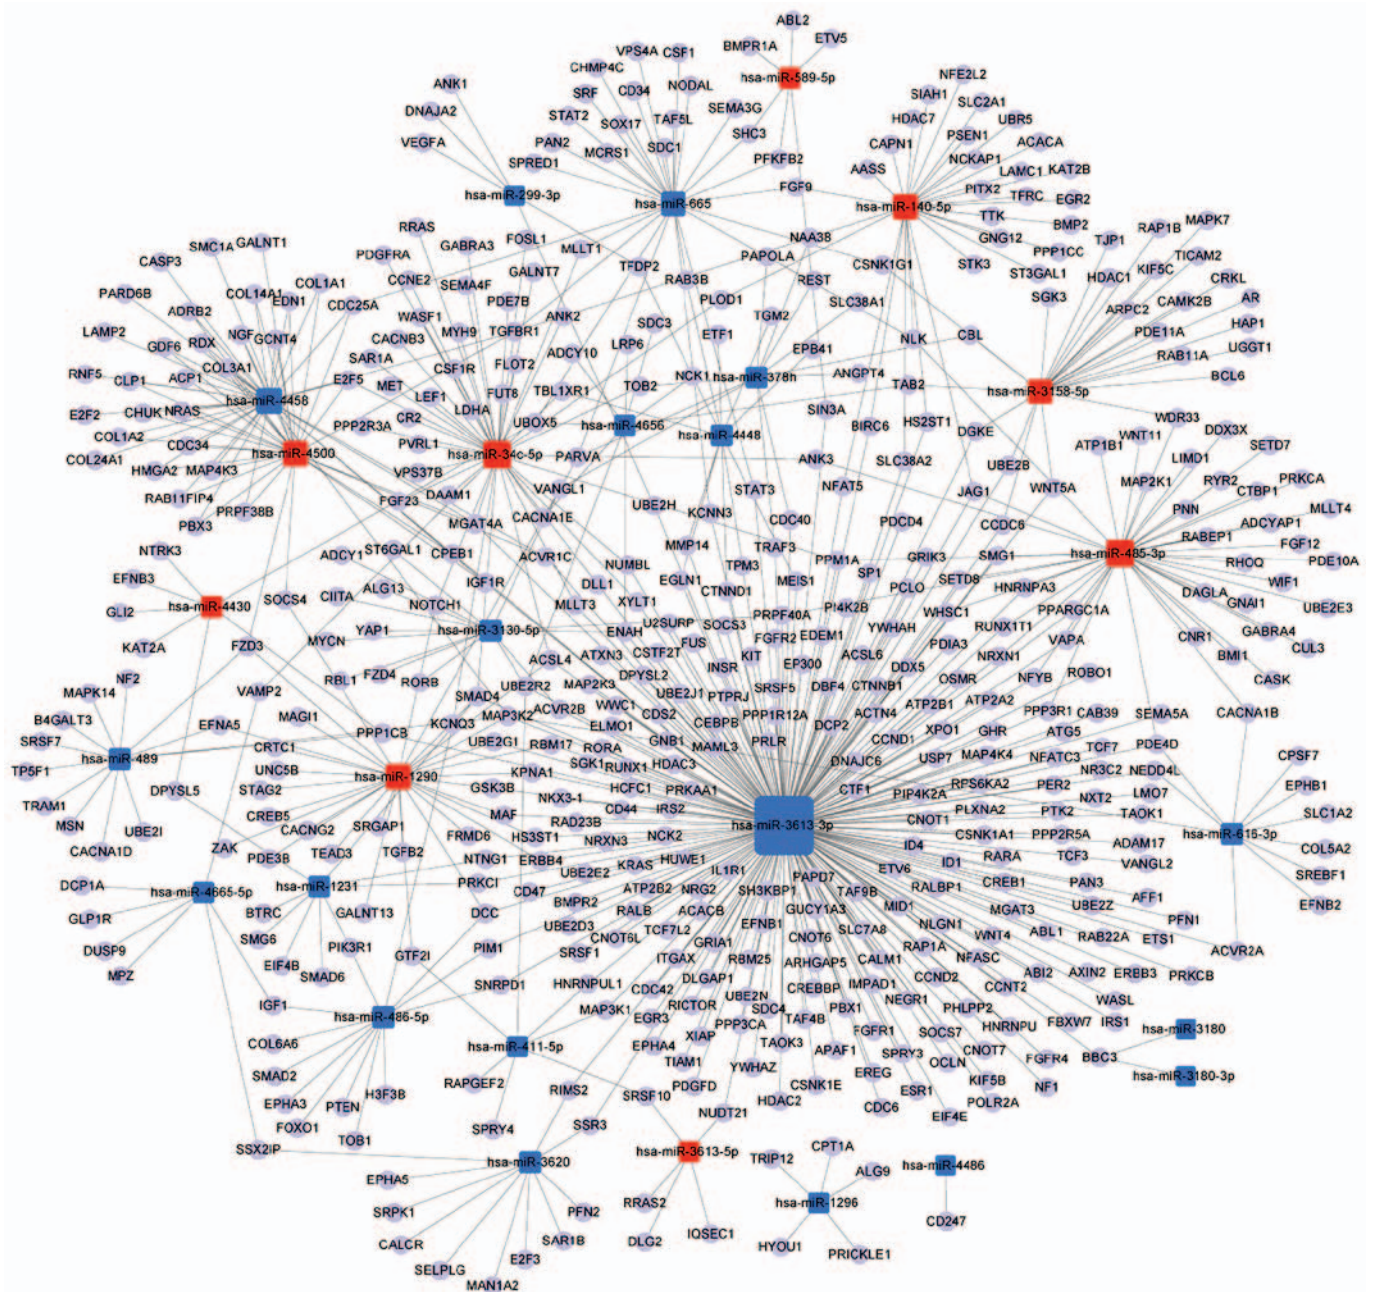 ABL2
BMPR1A
ETV5
hsa-miR-589-5p
VPS4A
CSF1
CHMP4C
CD34
NODAL
SRF
SEMA3G
STAT2
SOX17
TAF5L
SHC3
PAN2
MCRS1
SDC1
PFKFB2
SPRED1
FGF9
hsa-miR-665
ANK1
DNAJA2
VEGFA
hsa-miR-299-3p
NFE2L2
SIAH1
SLC2A1
HDAC7
UBR5
PSEN1
ACACA
CAPN1
NCKAP1
KAT2B
AASS
LAMC1
PITX2
TFRC
EGR2
hsa-miR-140-5p
TTK
BMP2
GNG12
PPP1CC
STK3
ST3GAL1
NAA38
PAPOLA
CSNK1G1
REST
RAB3B
PLOD1
SLC38A1
TGM2
ETF1
NLK
CBL
EPB41
RRAS
PDGFRA
GABRA3
FOSL1
MLLT1
TFDP2
CCNE2
SEMA4F
GALNT7
PDE7B
WASF1
ANK2
SDC3
MYH9
TGFBR1
CACNB3
LRP6
SAR1A
FLOT2
ADCY10
CSF1R
NCK1
hsa-miR-378h
ANGPT4
MET
LEF1
FUT8
TBL1XR1
TOB2
TAB2
LDHA
CR2
SIN3A
PPP2R3A
UBOX5
hsa-miR-4656
hsa-miR-4448
BIRC6
HS2ST1
PVRL1
hsa-miR-34c-5p
PARVA
ANK3
SLC38A2
DGKE
VPS37B
SMC1A
GALNT1
CASP3
COL14A1
COL1A1
PARD6B
EDN1
CDC25A
ADRB2
NGF
GCNT4
LAMP2
RDX
GDF6
COL3A1
RNF5
CLP1
ACP1
E2F5
E2F2
CHUK
NRAS
hsa-miR-4458
COL1A2
CDC34
hsa-miR-4500
COL24A1
HMGA2
MAP4K3
RAB11FIP4
PRPF38B
PBX3
MAPK7
RAP1B
TJP1
TICAM2
HDAC1
KIF5C
CRKL
SGK3
CAMK2B
AR
ARPC2
PDE11A
HAP1
RAB11A
UGGT1
BCL6
hsa-miR-3158-5p
WDR33
WNT11
DDX3X
ATP1B1
SETD7
LIMD1
UBE2B
MAP2K1
RYR2
PRKCA
CTBP1
WNT5A
JAG1
PNN
MLLT4
ADCYAP1
CCDC6
RABEP1
FGF12
SMG1
hsa-miR-485-3p
RHOQ
PDE10A
WIF1
DAGLA
GNAI1
UBE2E3
GABRA4
CNR1
CUL3
BMI1
CASK
CACNA1B
FGF23
DAAM1
VANGL1
UBE2H
STAT3
NFAT5
MGAT4A
CACNA1E
KCNN3
CDC40
PDCD4
ADCY1
ST6GAL1
CPEB1
ACVR1C
MMP14
TRAF3
PPM1A
GRIK3
TPM3
NTRK3
EFNB3
hsa-miR-4430
GLI2
KAT2A
SOCS4
CIITA
ALG13
IGF1R
NUMBL
DLL1
EGLN1
CTNND1
MEIS1
SP1
PCLO
SETD8
HNRNPA3
NOTCH1
MLLT3
XYLT1
PI4K2B
WHSC1
PPARGC1A
MYCN
YAP1
hsa-miR-3130-5p
U2SURP
SOCS3
PRPF40A
YWHAH
RUNX1T1
ENAH
FUS
FGFR2
EDEM1
PDIA3
VAPA
FZD3
ATXN3
CSTF2T
KIT
ACSL6
NRXN1
ACSL4
DPYSL2
INSR
EP300
DDX5
NFYB
ROBO1
RBL1
FZD4
RORB
UBE2R2
MAP2K3
UBE2J1
PTPRJ
SRSF5
DBF4
CTNNB1
OSMR
ATP2A2
SMAD4
ACVR2B
WWC1
CDS2
CEBPB
PPP1R12A
ATP2B1
PPP3R1
CAB39
SEMA5A
NF2
VAMP2
MAPK14
MAGI1
KCNQ3
MAP3K2
ELMO1
DCP2
ACTN4
XPO1
GHR
ATG5
B4GALT3
EFNA5
PPP1CB
UBE2G1
RBM17
GNB1
MAML3
PRLR
CCND1
TCF7
PDE4D
SRSF7
CRTC1
RORA
DNAJC6
USP7
MAP4K4
NFATC3
CPSF7
hsa-miR-489
SGK1
HDAC3
NR3C2
NEDD4L
TP5F1
UNC5B
hsa-miR-1290
KPNA1
RUNX1
CTF1
RPS6KA2
PER2
EPHB1
DPYSL5
STAG2
GSK3B
HCFC1
PRKAA1
PIP4K2A
PLXNA2
NXT2
LMO7
SLC1A2
TRAM1
CREB5
MAF
NKX3-1
CD44
IRS2
PTK2
TAOK1
MSN
CACNG2
SRGAP1
FRMD6
RAD23B
hsa-miR-3613-3p
CNOT1
hsa-miR-616-3p
UBE2I
HS3ST1
NRXN3
NCK2
CSNK1A1
PPP2R5A
ADAM17
COL5A2
CACNA1D
ZAK
PDE3B
TEAD3
TGFB2
NTNG1
ERBB4
KRAS
HUWE1
ID4
ID1
RARA
TCF3
VANGL2
SREBF1
DCP1A
hsa-miR-4665-5p
hsa-miR-1231
PRKCI
UBE2E2
IL1R1
PAPD7
ETV6
CREB1
PAN3
EFNB2
CD47
ATP2B2
NRG2
SH3KBP1
TAF9B
RALBP1
AFF1
GLP1R
BTRC
GALNT13
BMPR2
MID1
MGAT3
UBE2Z
PFN1
DCC
RALB
ACACB
GUCY1A3
NLGN1
ABL1
ETS1
DUSP9
SMG6
UBE2D3
TCF7L2
EFNB1
SLC7A8
WNT4
RAB22A
MPZ
EIF4B
PIK3R1
PIM1
SRSF1
CNOT6L
GRIA1
CNOT6
RAP1A
NFASC
ACVR2A
SMAD6
GTF2I
ITGAX
RBM25
ARHGAP5
CALM1
ABI2
AXIN2
ERBB3
PRKCB
HNRNPUL1
CDC42
DLGAP1
CREBBP
IMPAD1
CCND2
CCNT2
SNRPD1
RICTOR
UBE2N
SDC4
PBX1
NEGR1
PHLPP2
WASL
IGF1
hsa-miR-486-5p
MAP3K1
EGR3
PPP3CA
TAF4B
FGFR1
SOCS7
HNRNPU
FBXW7
IRS1
hsa-miR-3180
COL6A6
hsa-miR-411-5p
EPHA4
XIAP
TAOK3
APAF1
SPRY3
CNOT7
FGFR4
BBC3
SMAD2
TIAM1
YWHAZ
EREG
OCLN
hsa-miR-3180-3p
RAPGEF2
RIMS2
PDGFD
CSNK1E
ESR1
KIF5B
NF1
EPHA3
PTEN
H3F3B
SRSF10
HDAC2
CDC6
POLR2A
FOXO1
NUDT21
EIF4E
TOB1
SPRY4
SSR3
SSX2IP
hsa-miR-3620
hsa-miR-3613-5p
TRIP12
CPT1A
hsa-miR-4486
ALG9
EPHA5
RRAS2
hsa-miR-1296
SRPK1
PFN2
CD247
CALCR
SAR1B
DLG2
IQSEC1
HYOU1
PRICKLE1
SELPLG
E2F3
MAN1A2